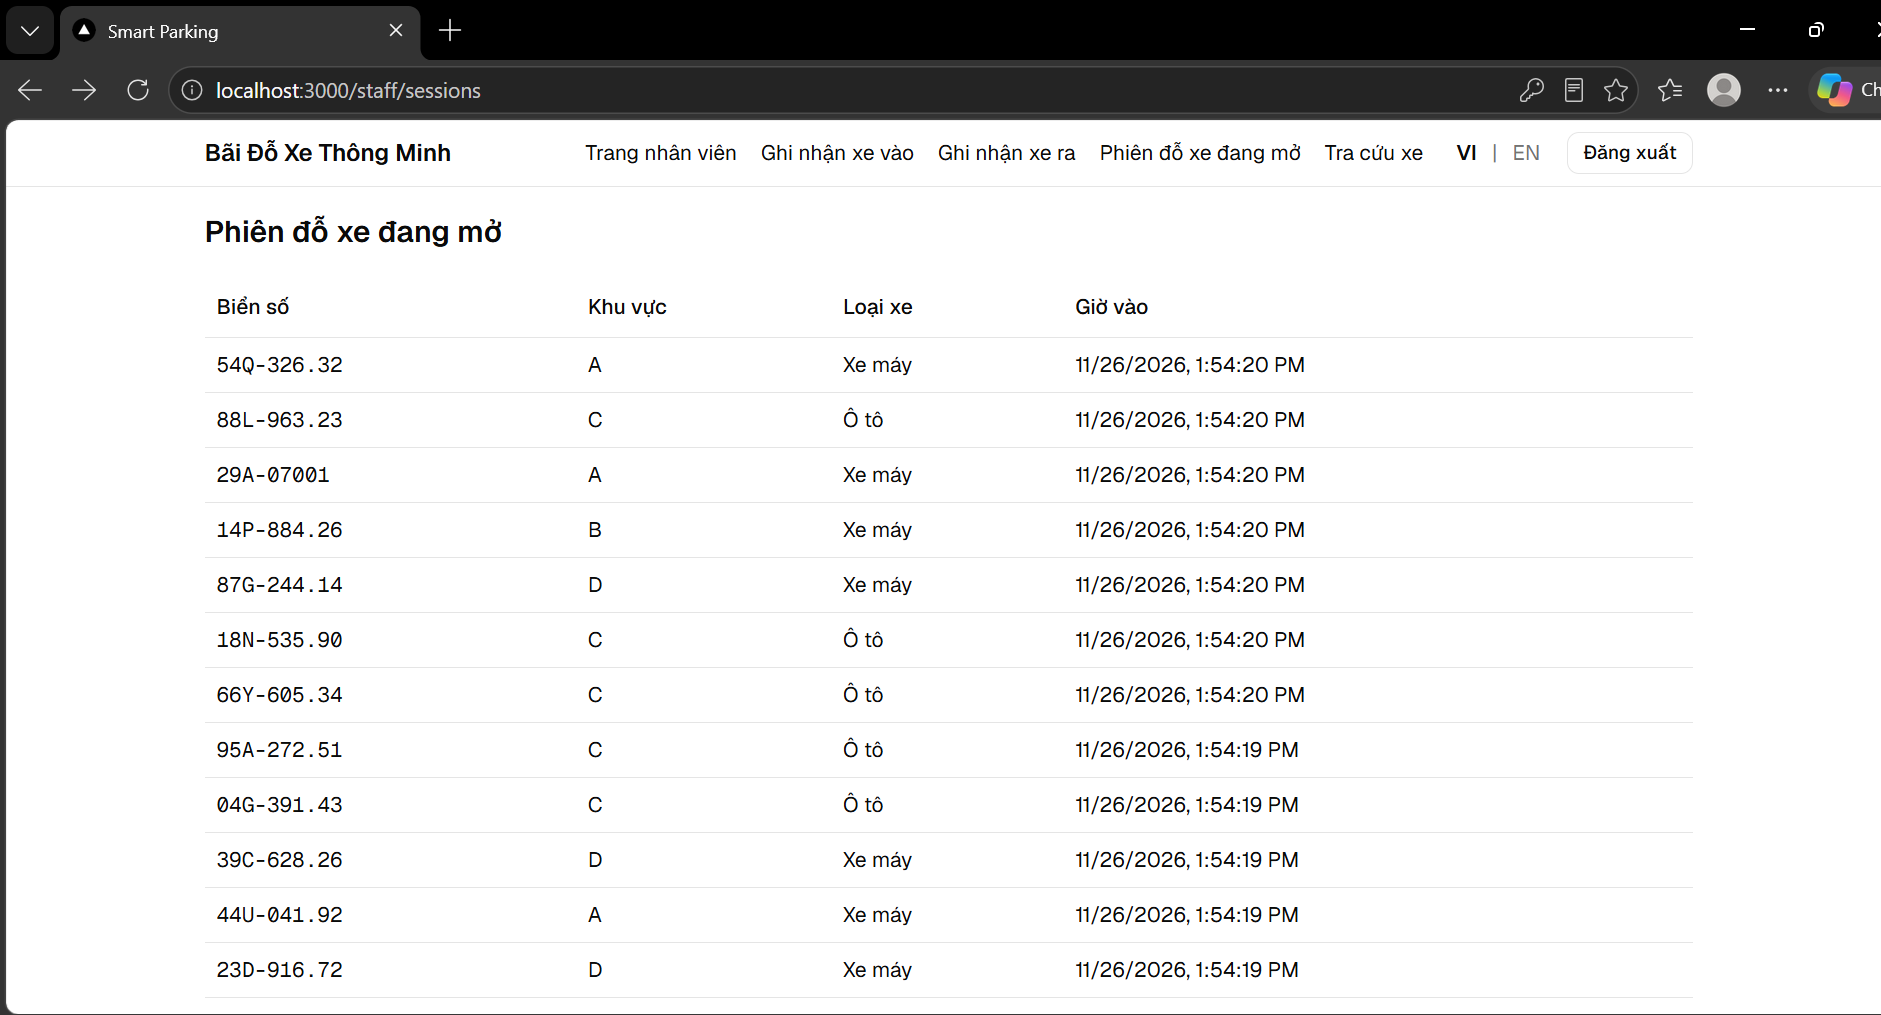 Smart Parking
localhost:3000/staff/sessions
Ch
Bãi Đỗ Xe Thông Minh Trang nhân viên Ghi nhận xe vào Ghi nhận xe ra Phiên đỗ xe đang mở Tra cứu xe VI | EN Đăng xuất
Phiên đỗ xe đang mở
Biển số Khu vực Loại xe Giờ vào
54Q-326.32 A Xe máy 11/26/2026, 1:54:20 PM
88L-963.23 C Ô tô 11/26/2026, 1:54:20 PM
29A-07001 A Xe máy 11/26/2026, 1:54:20 PM
14P-884.26 B Xe máy 11/26/2026, 1:54:20 PM
87G-244.14 D Xe máy 11/26/2026, 1:54:20 PM
18N-535.90 C Ô tô 11/26/2026, 1:54:20 PM
66Y-605.34 C Ô tô 11/26/2026, 1:54:20 PM
95A-272.51 C Ô tô 11/26/2026, 1:54:19 PM
04G-391.43 C Ô tô 11/26/2026, 1:54:19 PM
39C-628.26 D Xe máy 11/26/2026, 1:54:19 PM
44U-041.92 A Xe máy 11/26/2026, 1:54:19 PM
23D-916.72 D Xe máy 11/26/2026, 1:54:19 PM